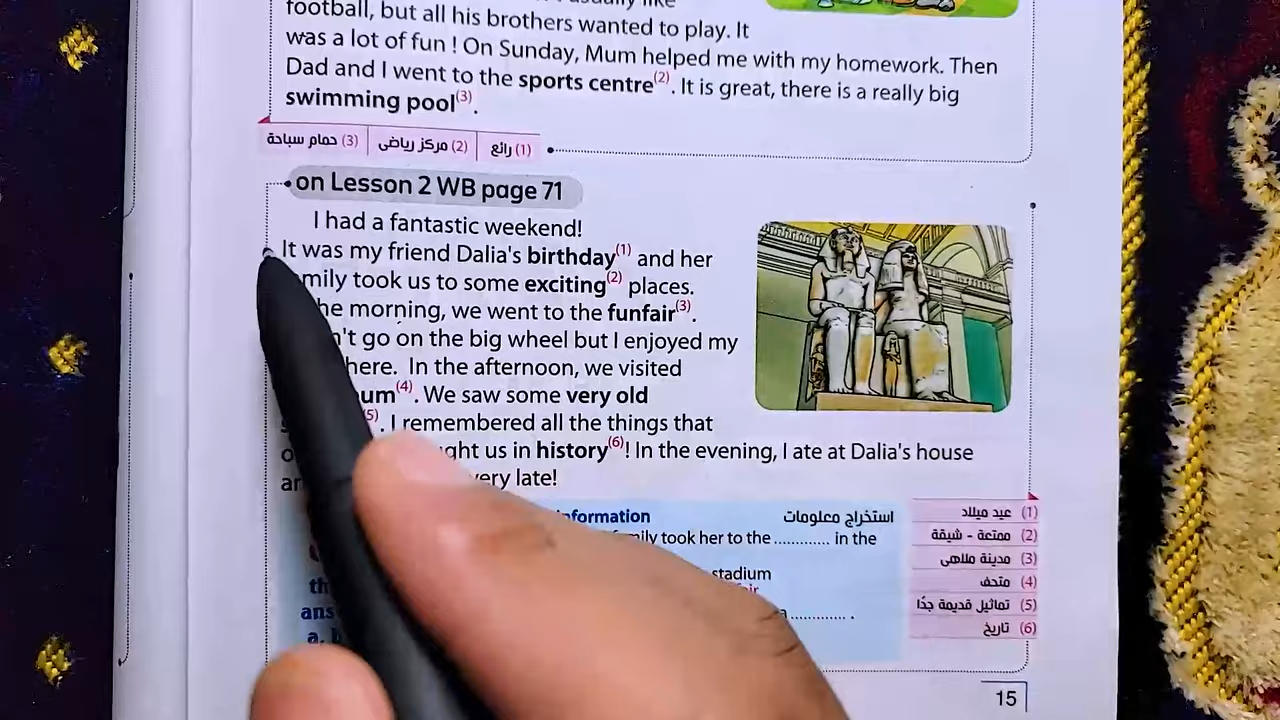 football, but all his brothers wanted to play. It
was a lot of fun ! On Sunday, Mum helped me with my homework. Then
Dad and I went to the sports centre(2). It is great, there is a really big
swimming pool(3).
(1) رائع
(2) مركز رياضى
(3) حمام سباحة
on Lesson 2 WB page 71
I had a fantastic weekend!
It was my friend Dalia's birthday(1) and her
mily took us to some exciting(2) places.
he morning, we went to the funfair(3).
n't go on the big wheel but I enjoyed my
here. In the afternoon, we visited
um(4). We saw some very old
(5). I remembered all the things that
ght us in history(6)! In the evening, I ate at Dalia's house
very late!
formation استخراج معلومات
mily took her to the ............ in the
stadium
ans
(1) عيد ميلاد
(2) ممتعة - شيقة
(3) مدينة ملاهى
(4) متحف
(5) تماثيل قديمة جدًا
(6) تاريخ
15